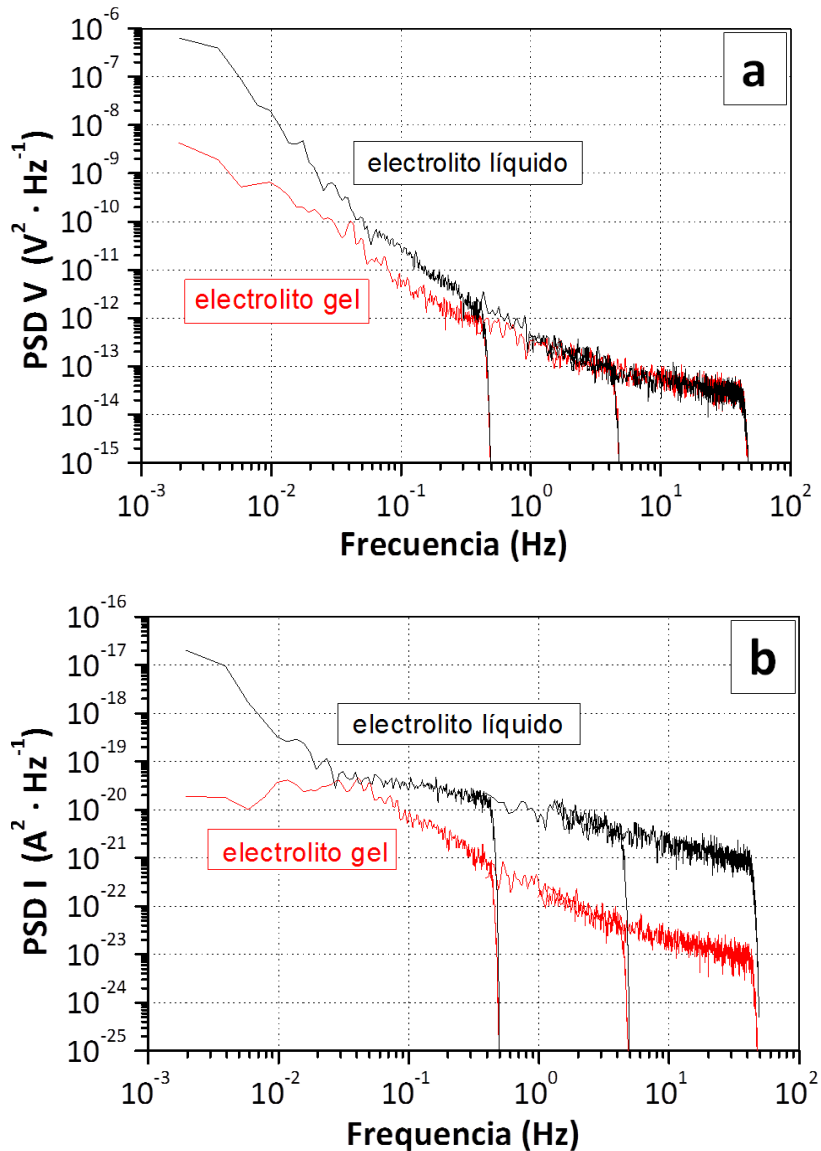 10⁻⁶
10⁻⁷
10⁻⁸
10⁻⁹
10⁻¹⁰
10⁻¹¹
10⁻¹²
10⁻¹³
10⁻¹⁴
10⁻¹⁵
PSD V (V² · Hz⁻¹)
a
electrolito líquido
electrolito gel
10⁻³ 10⁻² 10⁻¹ 10⁰ 10¹ 10²
Frecuencia (Hz)
10⁻¹⁶
10⁻¹⁷
10⁻¹⁸
10⁻¹⁹
10⁻²⁰
10⁻²¹
10⁻²²
10⁻²³
10⁻²⁴
10⁻²⁵
PSD I (A² · Hz⁻¹)
b
electrolito líquido
electrolito gel
10⁻³ 10⁻² 10⁻¹ 10⁰ 10¹ 10²
Frequencia (Hz)